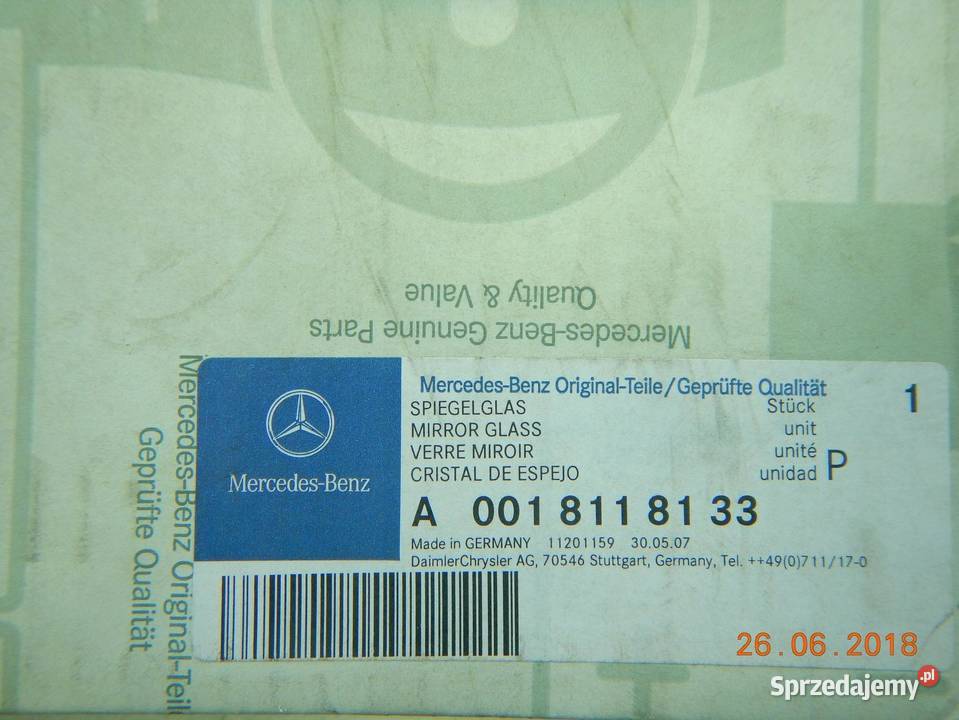 Quality & Value
Mercedes-Benz Genuine Parts
Mercedes-Benz Original-Teil
Geprüfte Qualität
Mercedes-Benz
Mercedes-Benz Original-Teile/Geprüfte Qualität
1
SPIEGELGLAS Stück
MIRROR GLASS unit
VERRE MIROIR unité
CRISTAL DE ESPEJO unidad P
A 001 811 81 33
Made in GERMANY 11201159 30.05.07
DaimlerChrysler AG, 70546 Stuttgart, Germany, Tel. ++49(0)711/17-0
26.06.2018
Sprzedajemy.pl